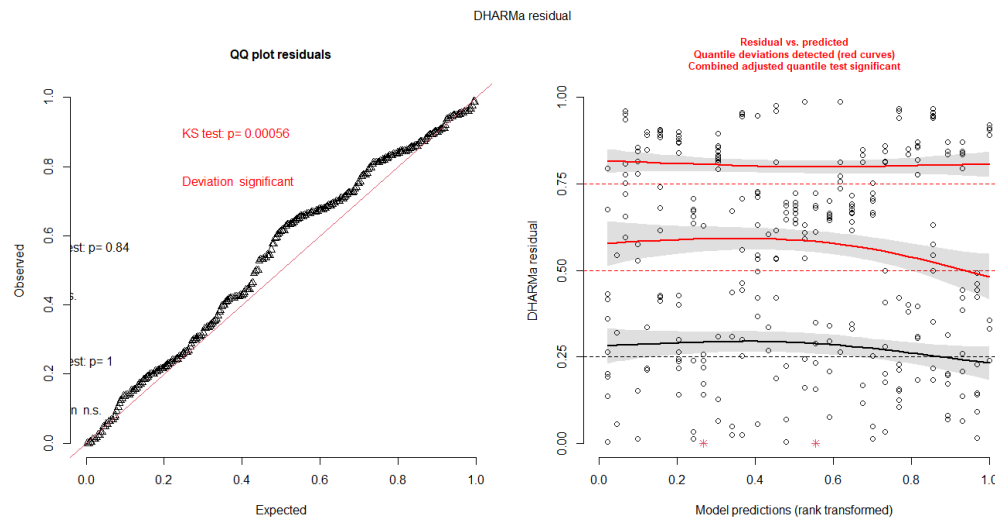 DHARMa residual
QQ plot residuals
KS test: p= 0.00056
Deviation significant
est: p= 0.84
s.
est: p= 1
n n.s.
Observed
0.0
0.2
0.4
0.6
0.8
1.0
0.0
0.2
0.4
0.6
0.8
1.0
Expected
Residual vs. predicted
Quantile deviations detected (red curves)
Combined adjusted quantile test significant
DHARMa residual
0.00
0.25
0.50
0.75
1.00
0.0
0.2
0.4
0.6
0.8
1.0
Model predictions (rank transformed)